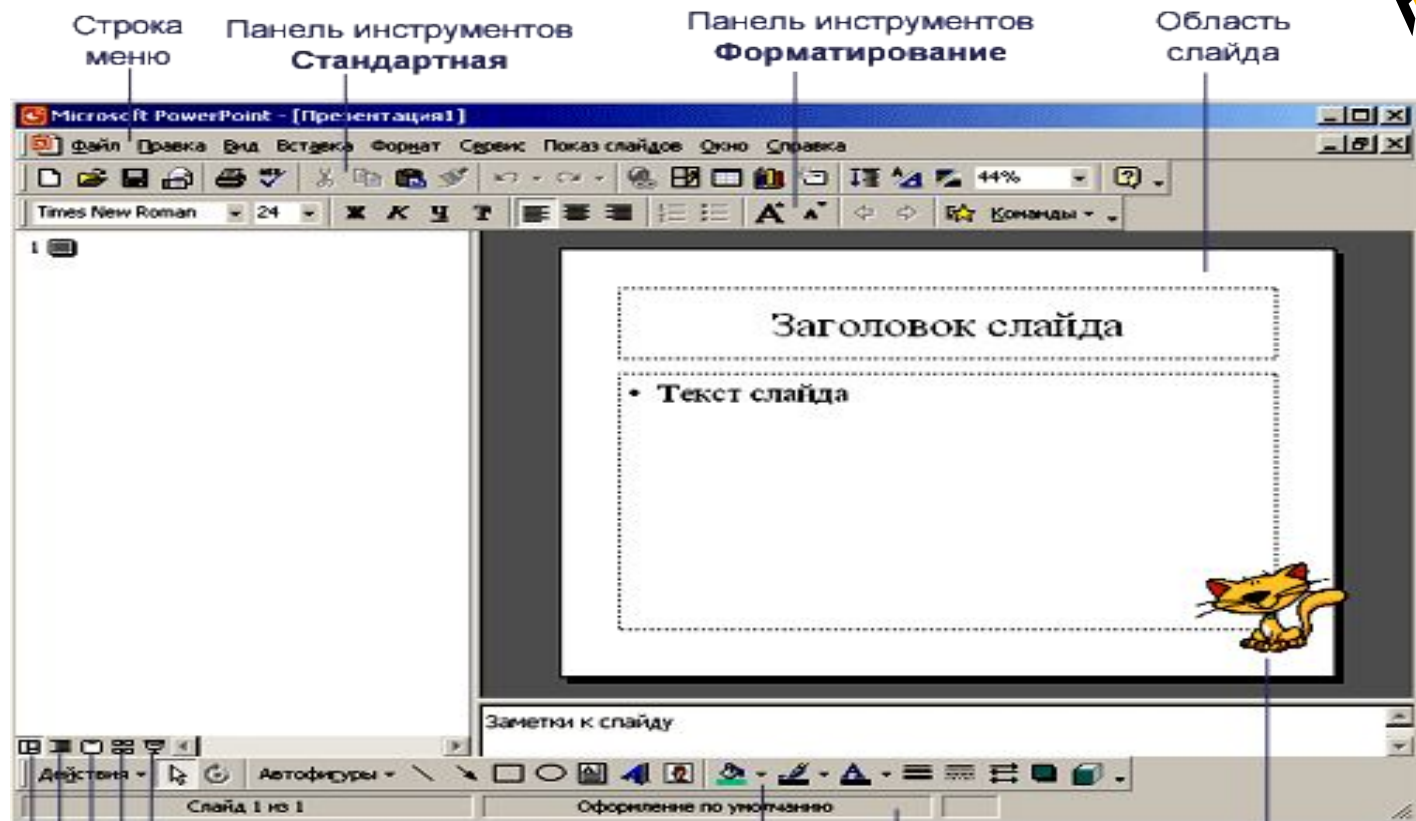 Строка меню
Панель инструментов Стандартная
Панель инструментов Форматирование
Область слайда
Microsoft PowerPoint - [Презентация1]
Файл Правка Вид Вставка Формат Сервис Показ слайдов Окно Справка
44%
Times New Roman 24 Ж К Ч Т А А Команды
1
Заголовок слайда
• Текст слайда
Заметки к слайду
Действия Автофигуры А
Слайд 1 из 1 Оформление по умолчанию